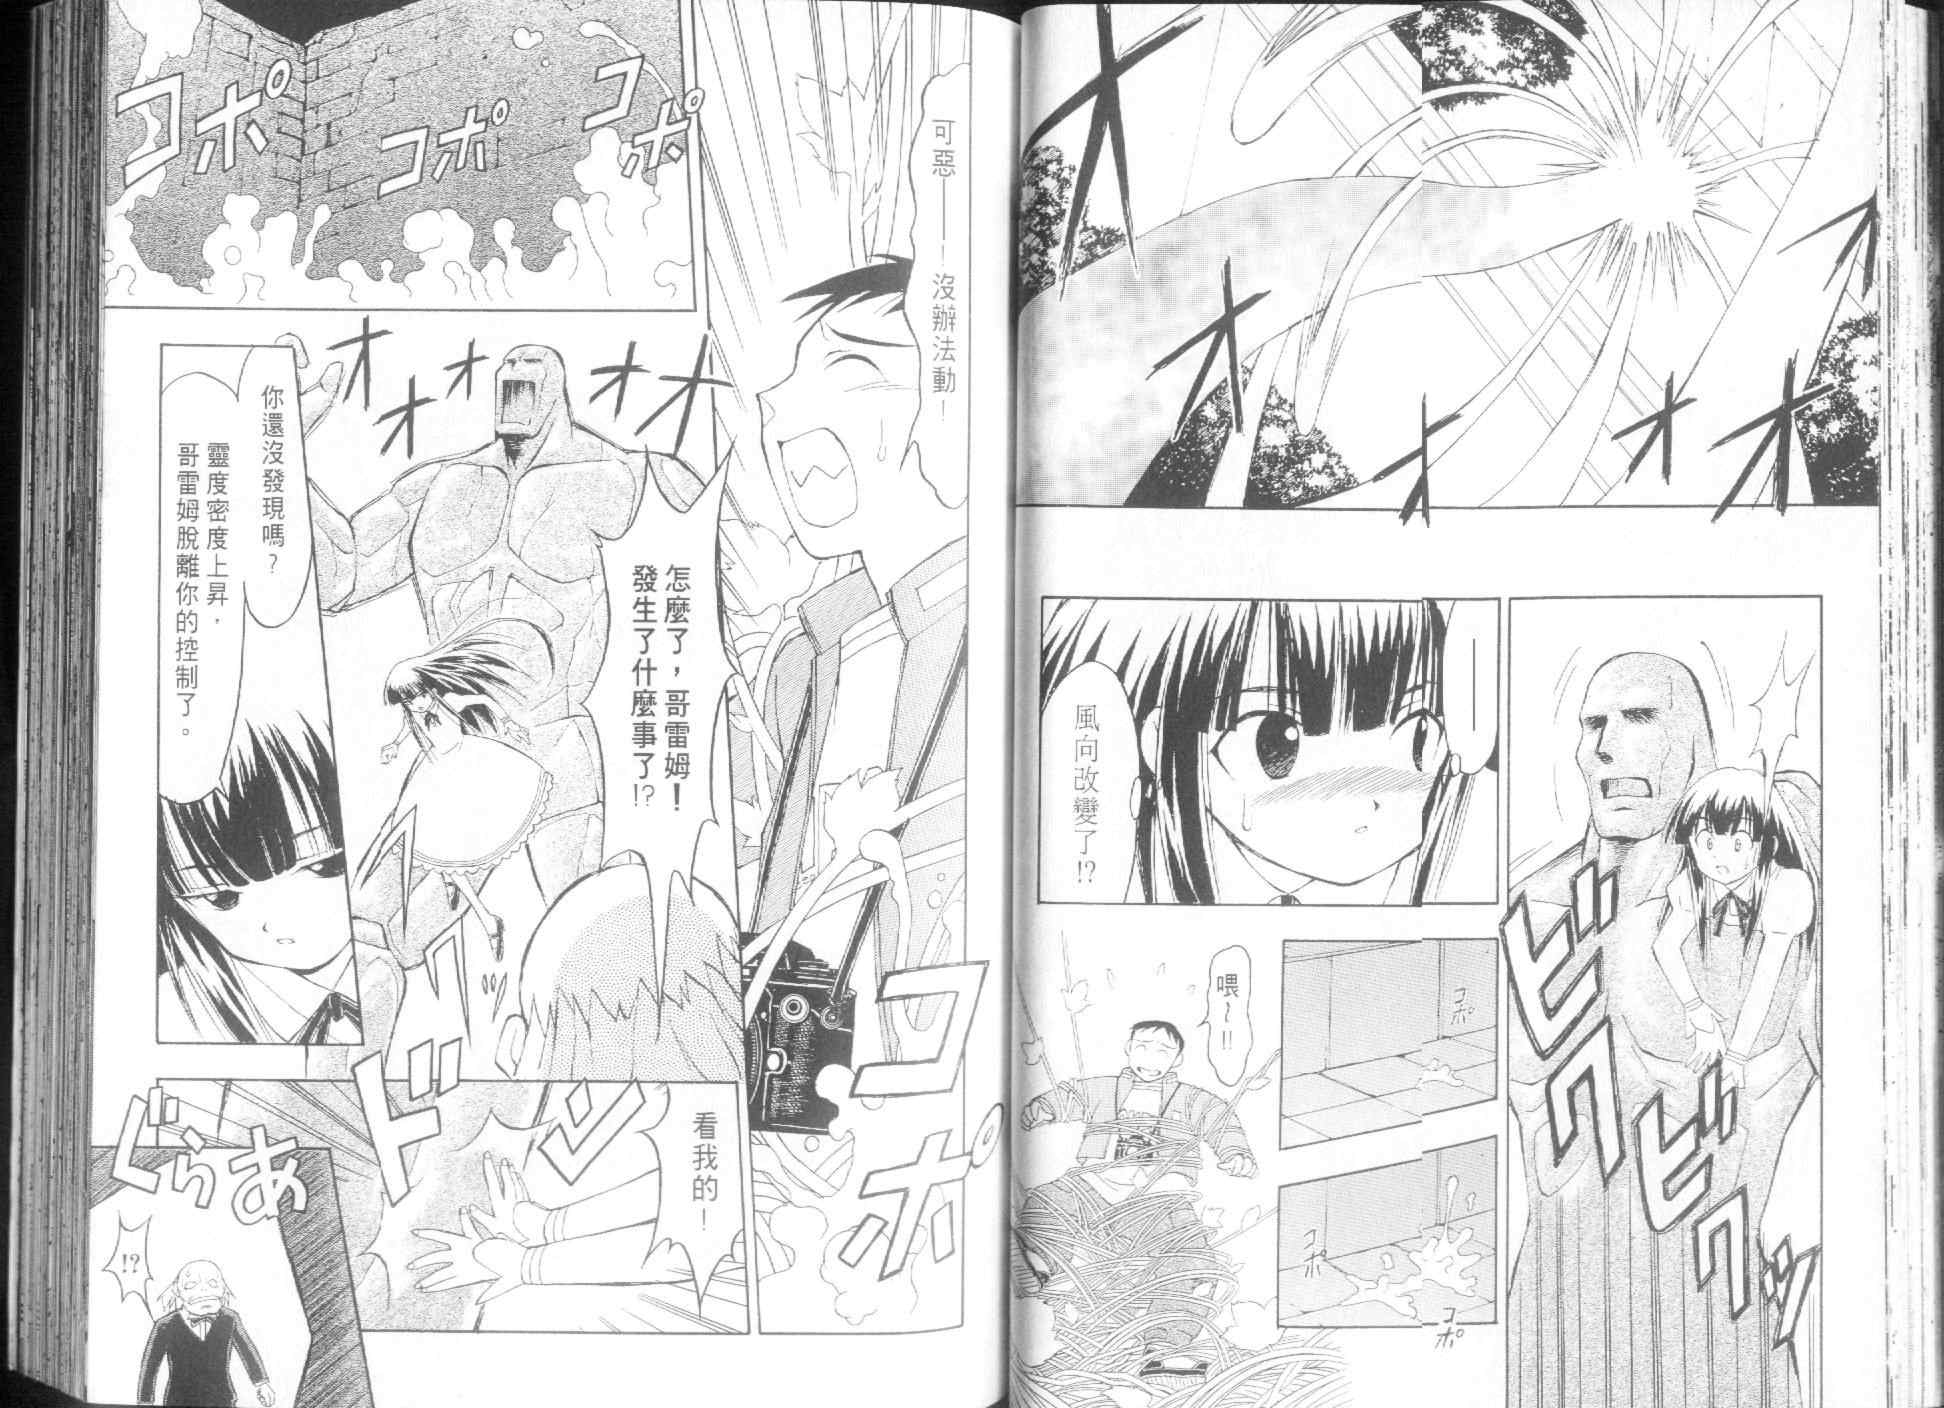 オ
オ
オ
オ
オ
オ
ビク
ビクッ
風向改變了!?
コポ
コポ
コポ
喂~!!
可惡——!沒辦法動!
コポ
コポ
コポ
コポ
オ
オ
オ
オ
オ
怎麼了,哥雷姆!
發生了什麼事了!?
你還沒發現嗎?
靈度密度上昇,
哥雷姆脫離你的控制了。
看我的!
ドドッ
ぐらあ
!?